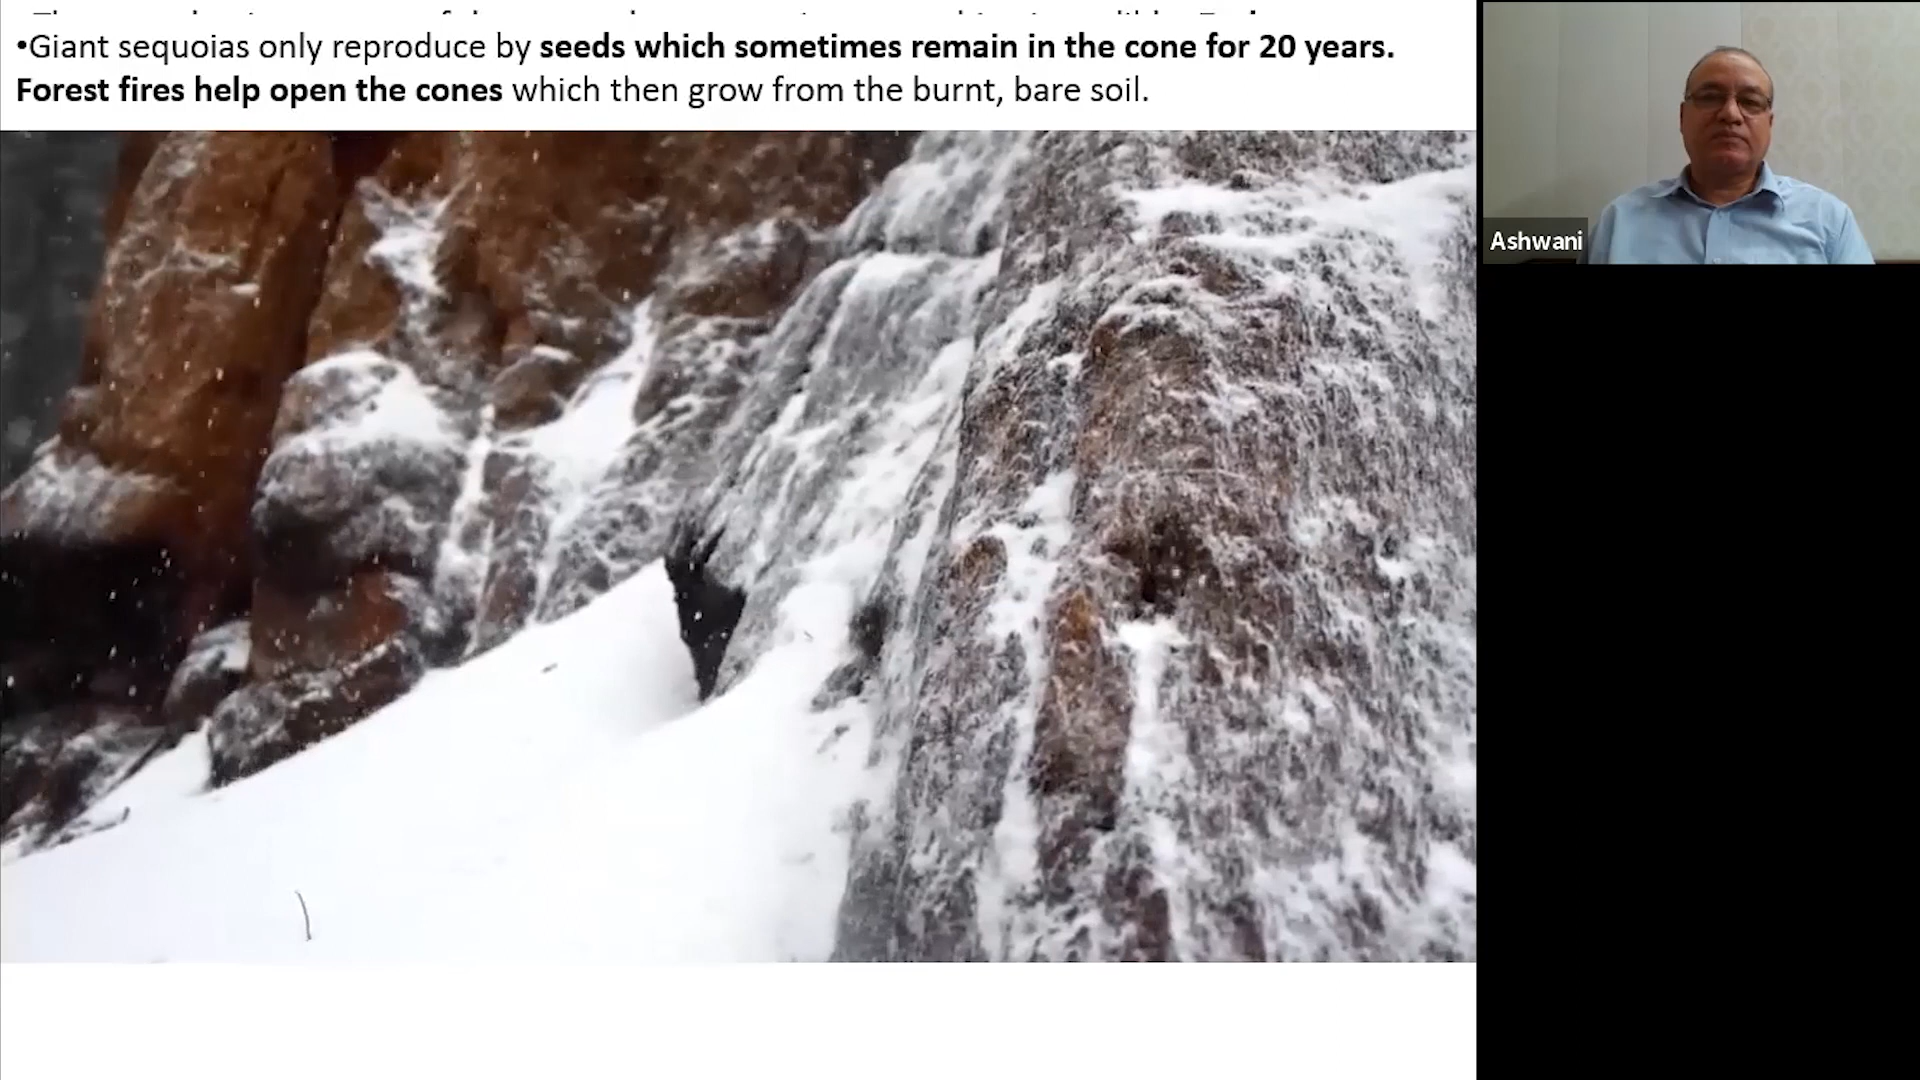 •Giant sequoias only reproduce by seeds which sometimes remain in the cone for 20 years.
Forest fires help open the cones which then grow from the burnt, bare soil.
Ashwani